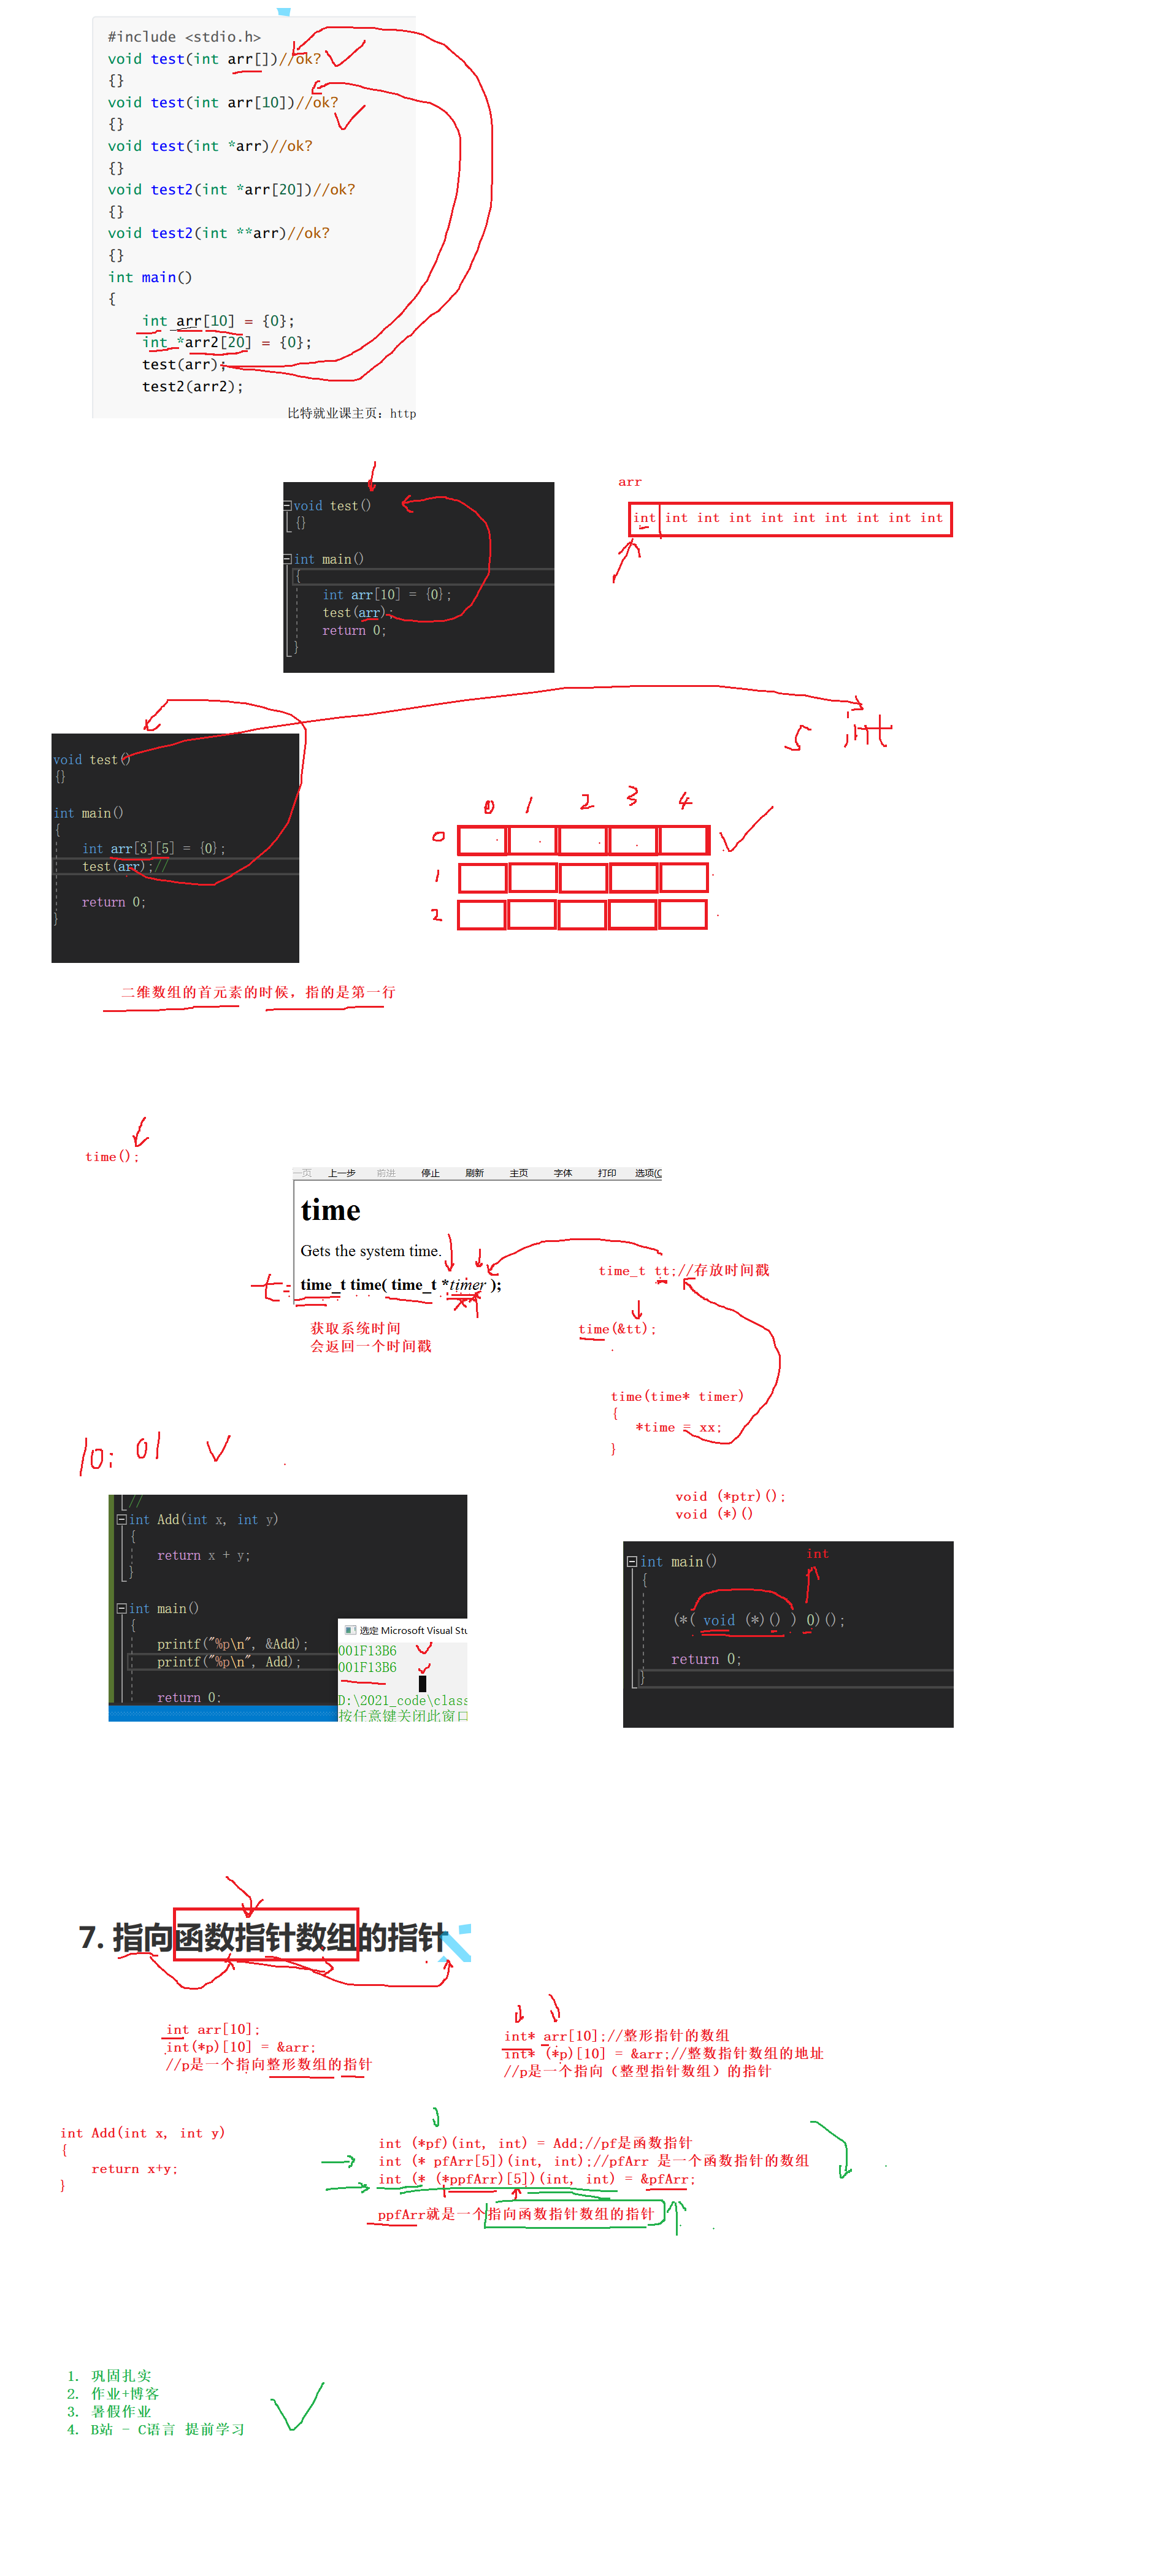 #include <stdio.h>
void test(int arr[])//ok?
{}
void test(int arr[10])//ok?
{}
void test(int *arr)//ok?
{}
void test2(int *arr[20])//ok?
{}
void test2(int **arr)//ok?
{}
int main()
{
int arr[10] = {0};
int *arr2[20] = {0};
test(arr);
test2(arr2);
比特就业课主页：http
void test()
{}
int main()
{
int arr[10] = {0};
test(arr);
return 0;
}
arr
int int int int int int int int int int
void test()
{}
int main()
{
int arr[3][5] = {0};
test(arr);//
return 0;
}
5 int
0 1 2 3 4
0
1
2
二维数组的首元素的时候，指的是第一行
time();
一页 上一步 前进 停止 刷新 主页 字体 打印 选项(O
time
Gets the system time.
t=
time_t time( time_t *timer );
获取系统时间
会返回一个时间戳
time_t tt;//存放时间戳
time(&tt);
time(time* timer)
{
*time = xx;
}
10:01
//
int Add(int x, int y)
{
return x + y;
}
int main()
{
printf("%p\n", &Add);
printf("%p\n", Add);
return 0;
选定 Microsoft Visual Stu
001F13B6
001F13B6
D:\2021_code\class
按任意键关闭此窗口
void (*ptr)();
void (*)()
int main()
{
int
(*( void (*)() ) 0)();
return 0;
}
7. 指向函数指针数组的指针
int arr[10];
int(*p)[10] = &arr;
//p是一个指向整形数组的指针
int* arr[10];//整形指针的数组
int* (*p)[10] = &arr;//整数指针数组的地址
//p是一个指向（整型指针数组）的指针
int Add(int x, int y)
{
return x+y;
}
int (*pf)(int, int) = Add;//pf是函数指针
int (* pfArr[5])(int, int);//pfArr 是一个函数指针的数组
int (* (*ppfArr)[5])(int, int) = &pfArr;
ppfArr就是一个指向函数指针数组的指针
1. 巩固扎实
2. 作业+博客
3. 暑假作业
4. B站 - C语言 提前学习